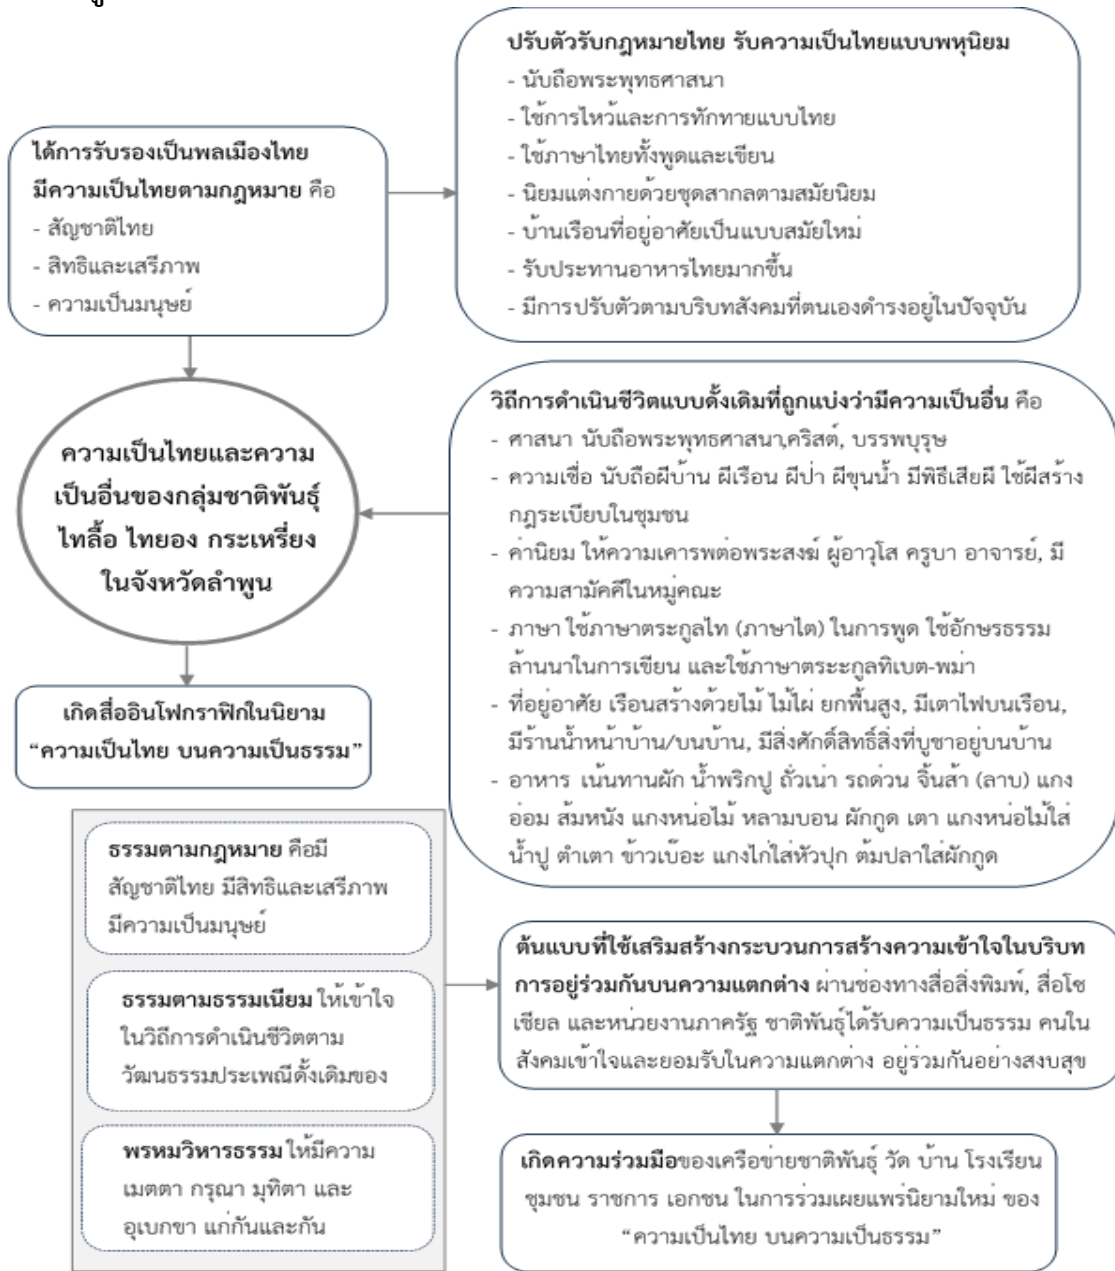 ปรับตัวรับกฎหมายไทย รับความเป็นไทยแบบพหุนิยม
- นับถือพระพุทธศาสนา
- ใช้การไหว้และการทักทายแบบไทย
- ใช้ภาษาไทยทั้งพูดและเขียน
- นิยมแต่งกายด้วยชุดสากลตามสมัยนิยม
- บ้านเรือนที่อยู่อาศัยเป็นแบบสมัยใหม่
- รับประทานอาหารไทยมากขึ้น
- มีการปรับตัวตามบริบทสังคมที่ตนเองดำรงอยู่ในปัจจุบัน
ได้การรับรองเป็นพลเมืองไทย
มีความเป็นไทยตามกฎหมาย คือ
- สัญชาติไทย
- สิทธิและเสรีภาพ
- ความเป็นมนุษย์
ความเป็นไทยและความ
เป็นอื่นของกลุ่มชาติพันธุ์
ไทลื้อ ไทยอง กระเหรี่ยง
ในจังหวัดลำพูน
วิถีการดำเนินชีวิตแบบดั้งเดิมที่ถูกแบ่งว่ามีความเป็นอื่น คือ
- ศาสนา นับถือพระพุทธศาสนา,คริสต์, บรรพบุรุษ
- ความเชื่อ นับถือผีบ้าน ผีเรือน ผีป่า ผีขุนน้ำ มีพิธีเสียผี ใช้ผีสร้าง
กฎระเบียบในชุมชน
- ค่านิยม ให้ความเคารพต่อพระสงฆ์ ผู้อาวุโส ครูบา อาจารย์, มี
ความสามัคคีในหมู่คณะ
- ภาษา ใช้ภาษาตระกูลไท (ภาษาไต) ในการพูด ใช้อักษรธรรม
ล้านนาในการเขียน และใช้ภาษาตระะกูลทิเบต-พม่า
- ที่อยู่อาศัย เรือนสร้างด้วยไม้ ไม้ไผ่ ยกพื้นสูง, มีเตาไฟบนเรือน,
มีร้านน้ำหน้าบ้าน/บนบ้าน, มีสิ่งศักดิ์สิทธิ์สิ่งที่บูชาอยู่บนบ้าน
- อาหาร เน้นทานผัก น้ำพริกปู ถั่วเน่า รถด่วน จิ้นส้า (ลาบ) แกง
อ่อม ส้มหนัง แกงหน่อไม้ หลามบอน ผักกูด เตา แกงหน่อไม้ใส่
น้ำปู ตำเตา ข้าวเบ๊อะ แกงไก่ใส่หัวปุก ต้มปลาใส่ผักกูด
เกิดสื่ออินโฟกราฟิกในนิยาม
“ความเป็นไทย บนความเป็นธรรม”
ธรรมตามกฎหมาย คือมี
สัญชาติไทย มีสิทธิและเสรีภาพ
มีความเป็นมนุษย์
ธรรมตามธรรมเนียม ให้เข้าใจ
ในวิถีการดำเนินชีวิตตาม
วัฒนธรรมประเพณีดั้งเดิมของ
พรหมวิหารธรรม ให้มีความ
เมตตา กรุณา มุทิตา และ
อุเบกขา แก่กันและกัน
ต้นแบบที่ใช้เสริมสร้างกระบวนการสร้างความเข้าใจในบริบท
การอยู่ร่วมกันบนความแตกต่าง ผ่านช่องทางสื่อสิ่งพิมพ์, สื่อโซ
เชียล และหน่วยงานภาครัฐ ชาติพันธุ์ได้รับความเป็นธรรม คนใน
สังคมเข้าใจและยอมรับในความแตกต่าง อยู่ร่วมกันอย่างสงบสุข
เกิดความร่วมมือของเครือข่ายชาติพันธุ์ วัด บ้าน โรงเรียน
ชุมชน ราชการ เอกชน ในการร่วมเผยแพร่นิยามใหม่ ของ
“ความเป็นไทย บนความเป็นธรรม”